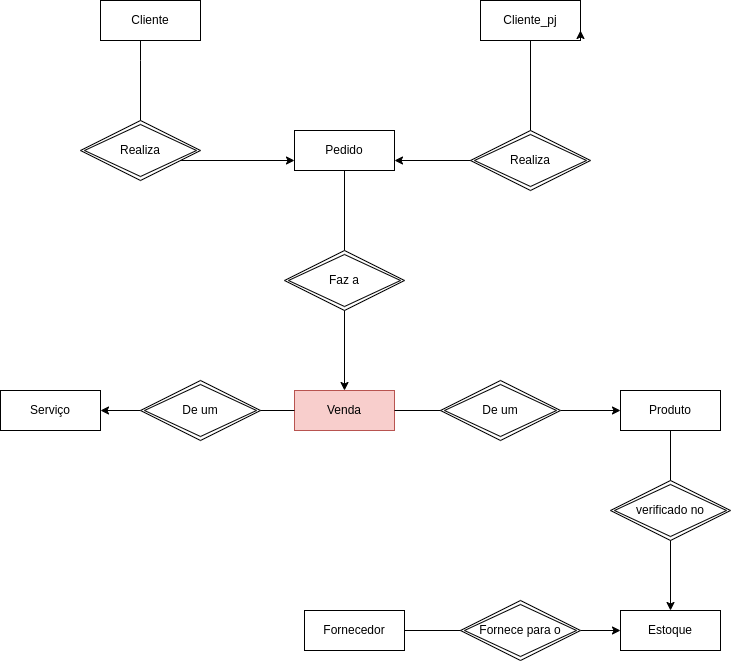 Cliente
Cliente_pj
Realiza
Pedido
Realiza
Faz a
Serviço
De um
Venda
De um
Produto
verificado no
Fornecedor
Fornece para o
Estoque